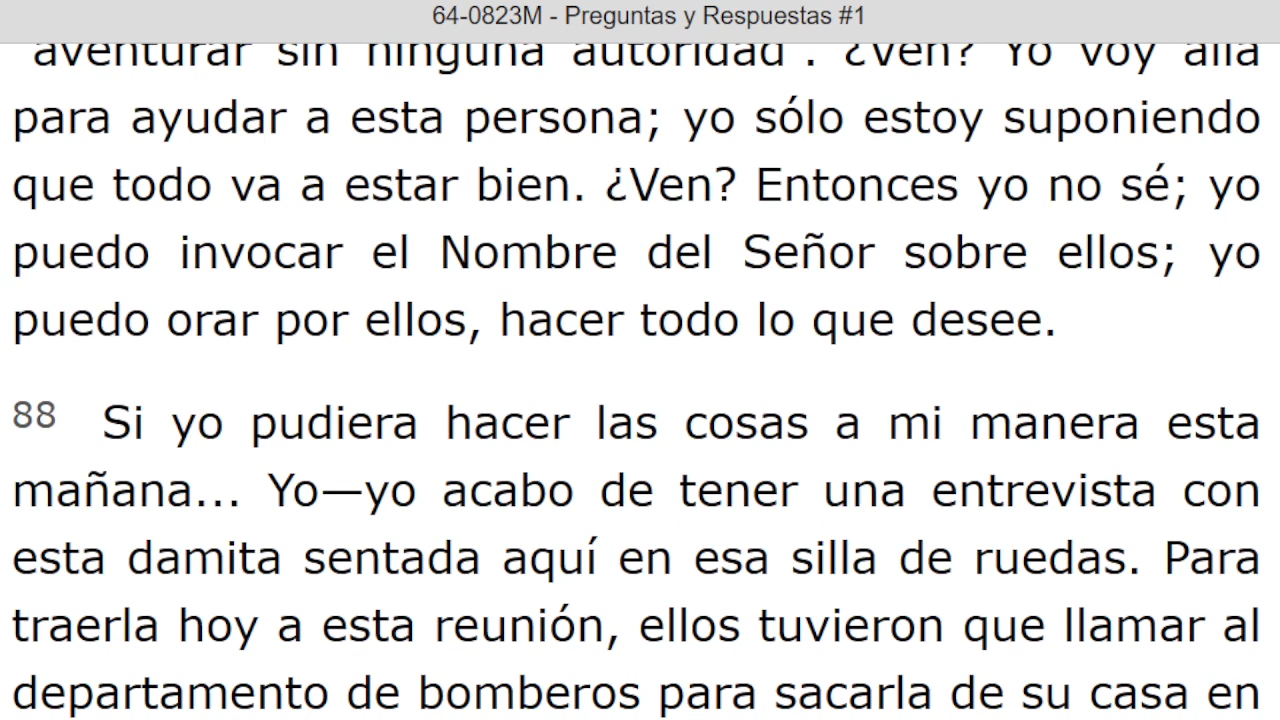 64-0823M - Preguntas y Respuestas #1
aventurar sin ninguna autoridad". ¿Ven? Yo voy allá
para ayudar a esta persona; yo sólo estoy suponiendo
que todo va a estar bien. ¿Ven? Entonces yo no sé; yo
puedo invocar el Nombre del Señor sobre ellos; yo
puedo orar por ellos, hacer todo lo que desee.
88 Si yo pudiera hacer las cosas a mi manera esta
mañana... Yo—yo acabo de tener una entrevista con
esta damita sentada aquí en esa silla de ruedas. Para
traerla hoy a esta reunión, ellos tuvieron que llamar al
departamento de bomberos para sacarla de su casa en